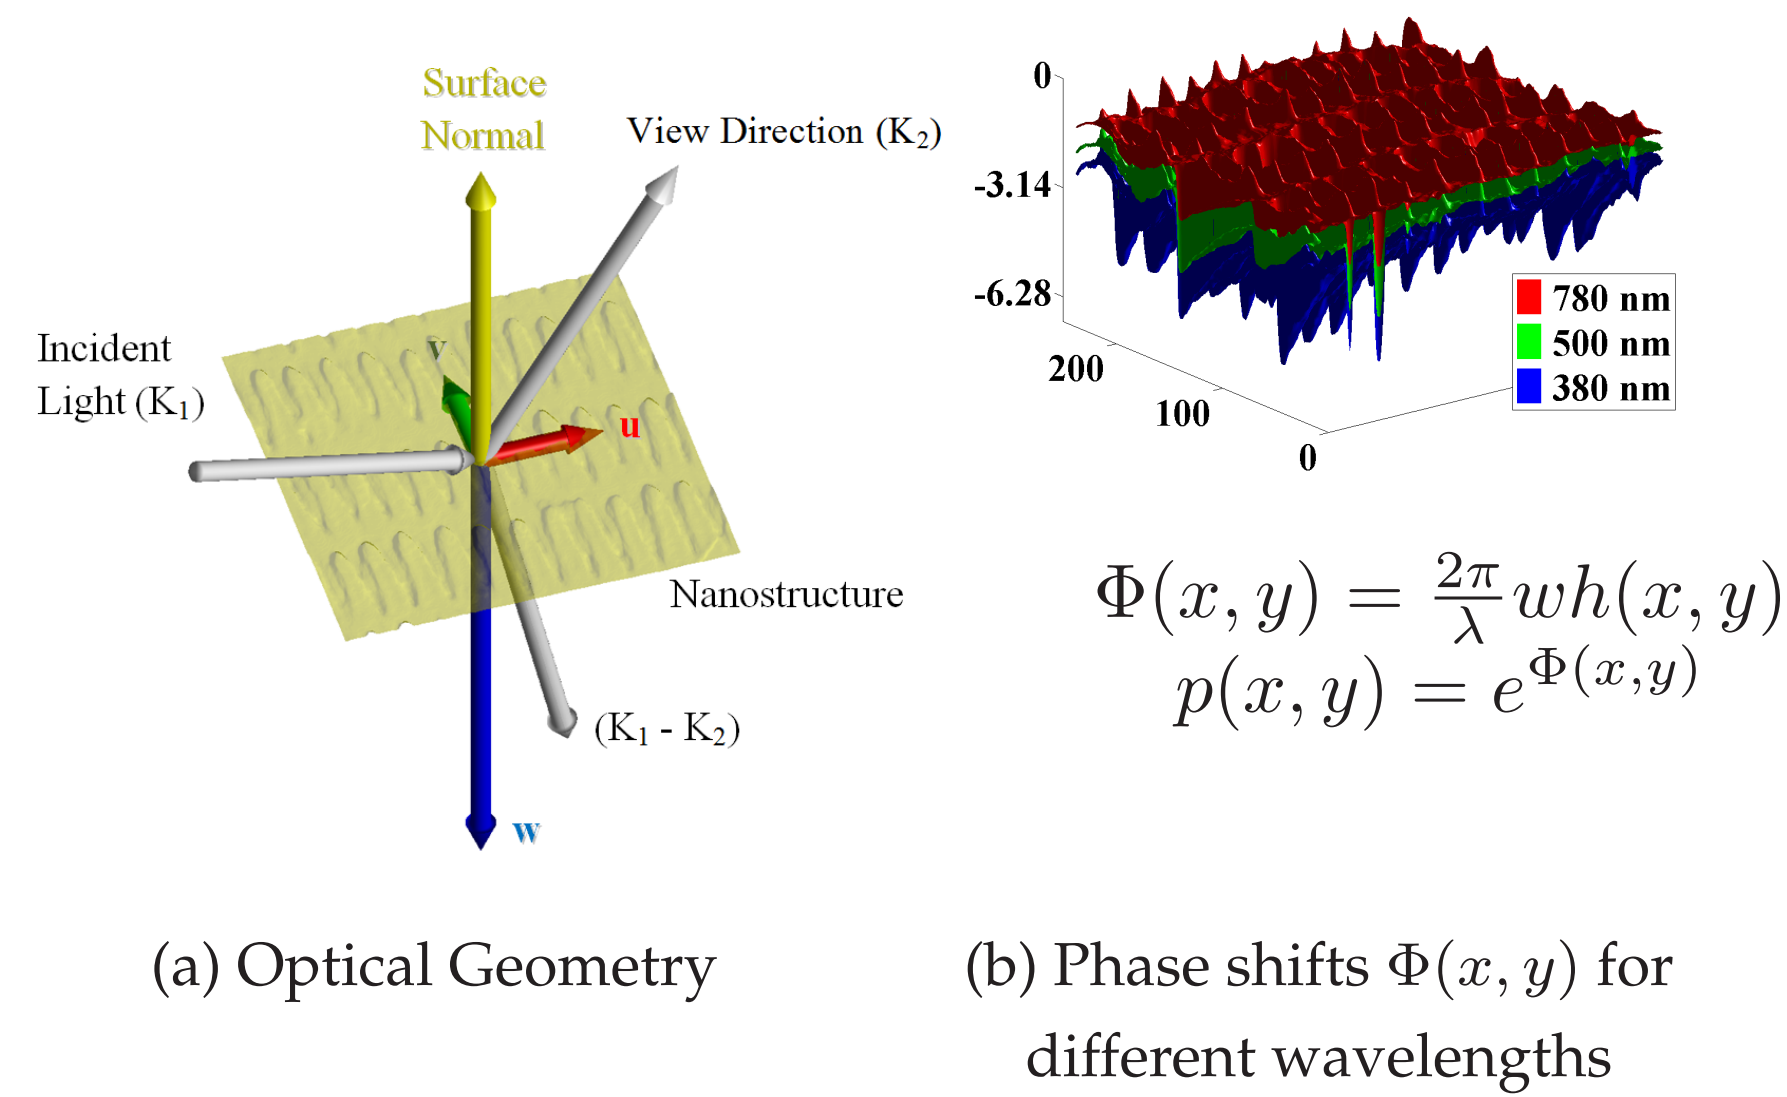 Surface
Normal
View Direction (K₂)
Incident
Light (K₁)
v
u
Nanostructure
(K₁ - K₂)
w
(a) Optical Geometry
0
-3.14
-6.28
200
100
0
780 nm
500 nm
380 nm
Φ(x, y) = 2π/λ wh(x, y)
p(x, y) = e^Φ(x,y)
(b) Phase shifts Φ(x, y) for
different wavelengths